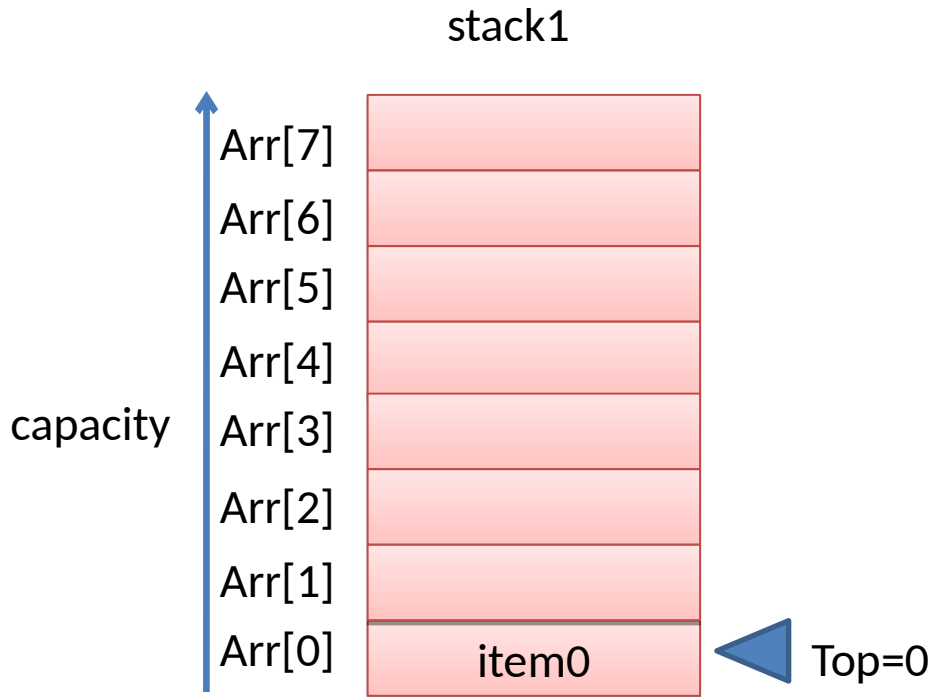 stack1
Arr[7]
Arr[6]
Arr[5]
Arr[4]
capacity
Arr[3]
Arr[2]
Arr[1]
Arr[0]
item0
Top=0